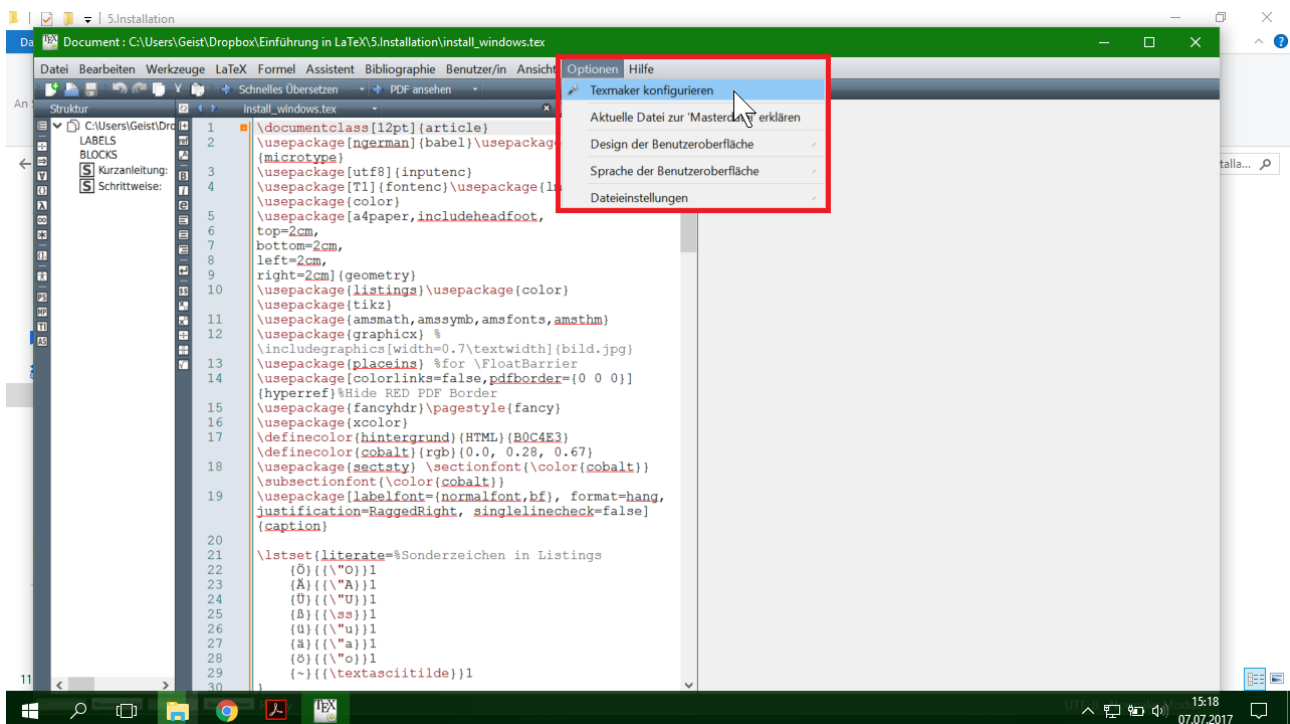 5.Installation
Document : C:\Users\Geist\Dropbox\Einführung in LaTeX\5.Installation\install_windows.tex
Datei Bearbeiten Werkzeuge LaTeX Formel Assistent Bibliographie Benutzer/in Ansicht Optionen Hilfe
Schnelles Übersetzen PDF ansehen
Struktur
install_windows.tex
C:\Users\Geist\Dro
LABELS
BLOCKS
Kurzanleitung:
Schrittweise:
Texmaker konfigurieren
Aktuelle Datei zur 'Masterdatei' erklären
Design der Benutzeroberfläche
Sprache der Benutzeroberfläche
Dateieinstellungen
talla...
1 \documentclass[12pt]{article}
2 \usepackage[ngerman]{babel}\usepackag
{microtype}
3 \usepackage[utf8]{inputenc}
4 \usepackage[T1]{fontenc}\usepackage{lm
\usepackage{color}
5 \usepackage[a4paper,includeheadfoot,
6 top=2cm,
7 bottom=2cm,
8 left=2cm,
9 right=2cm]{geometry}
10 \usepackage{listings}\usepackage{color}
\usepackage{tikz}
11 \usepackage{amsmath,amssymb,amsfonts,amsthm}
12 \usepackage{graphicx} %
\includegraphics[width=0.7\textwidth]{bild.jpg}
13 \usepackage{placeins} %for \FloatBarrier
14 \usepackage[colorlinks=false,pdfborder={0 0 0}]
{hyperref}%Hide RED PDF Border
15 \usepackage{fancyhdr}\pagestyle{fancy}
16 \usepackage{xcolor}
17 \definecolor{hintergrund}{HTML}{B0C4E3}
\definecolor{cobalt}{rgb}{0.0, 0.28, 0.67}
18 \usepackage{sectsty} \sectionfont{\color{cobalt}}
\subsectionfont{\color{cobalt}}
19 \usepackage[labelfont={normalfont,bf}, format=hang,
justification=RaggedRight, singlelinecheck=false]
{caption}
20
21 \lstset{literate=%Sonderzeichen in Listings
22 {Ö}{{\"O}}1
23 {Ä}{{\"A}}1
24 {Ü}{{\"U}}1
25 {ß}{{\ss}}1
26 {ü}{{\"u}}1
27 {ä}{{\"a}}1
28 {ö}{{\"o}}1
29 {~}{{\textasciitilde}}1
30 }
11
15:18
07.07.2017